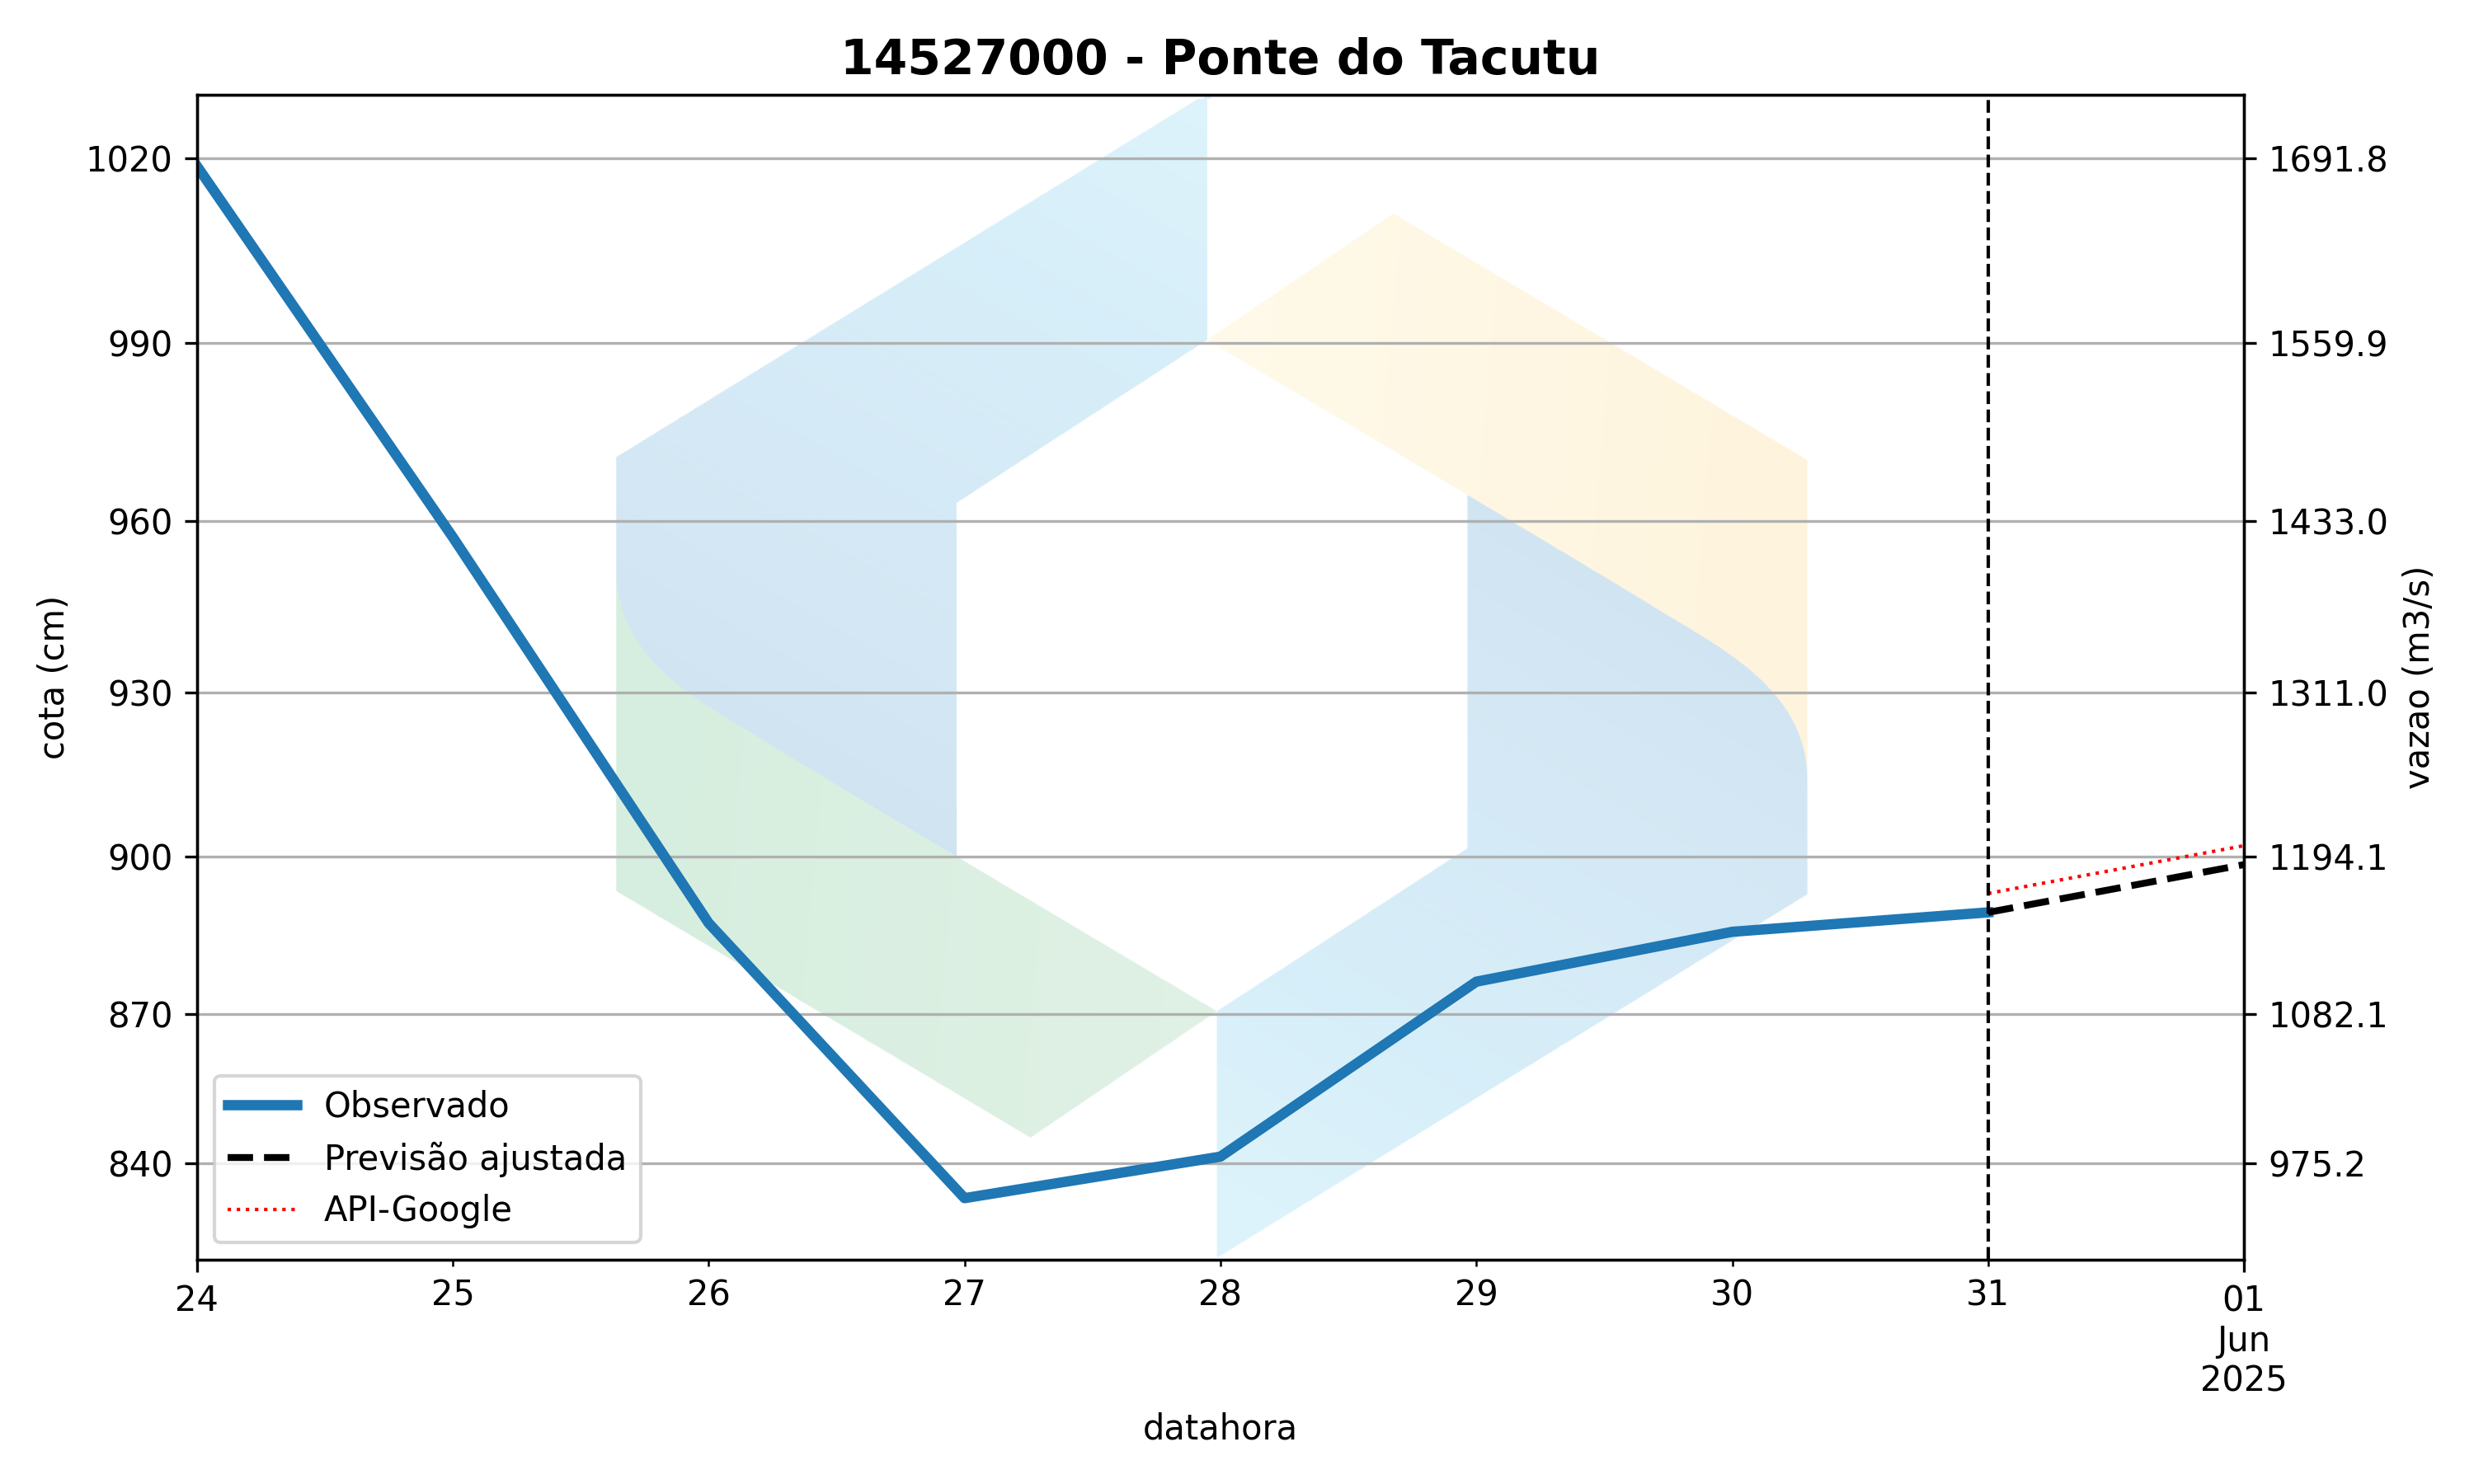 14527000 - Ponte do Tacutu
1020
990
960
930
900
870
840
cota (cm)
1691.8
1559.9
1433.0
1311.0
1194.1
1082.1
975.2
vazao (m3/s)
Observado
Previsão ajustada
API-Google
24 25 26 27 28 29 30 31 01
Jun
2025
datahora